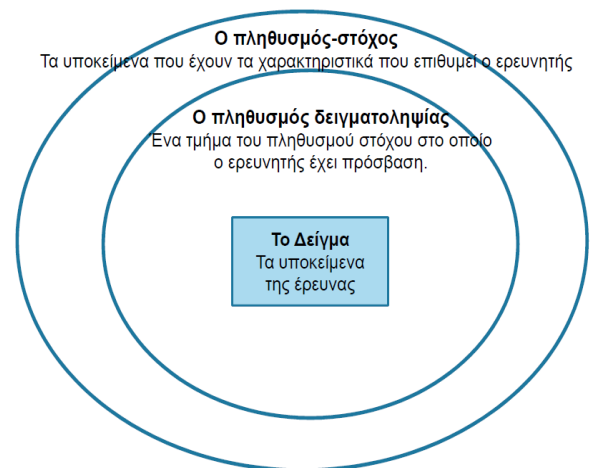 Ο πληθυσμός-στόχος
Τα υποκείμενα που έχουν τα χαρακτηριστικά που επιθυμεί ο ερευνητής
Ο πληθυσμός δειγματοληψίας
Ένα τμήμα του πληθυσμού στόχου στο οποίο
ο ερευνητής έχει πρόσβαση.
Το Δείγμα
Τα υποκείμενα
της έρευνας